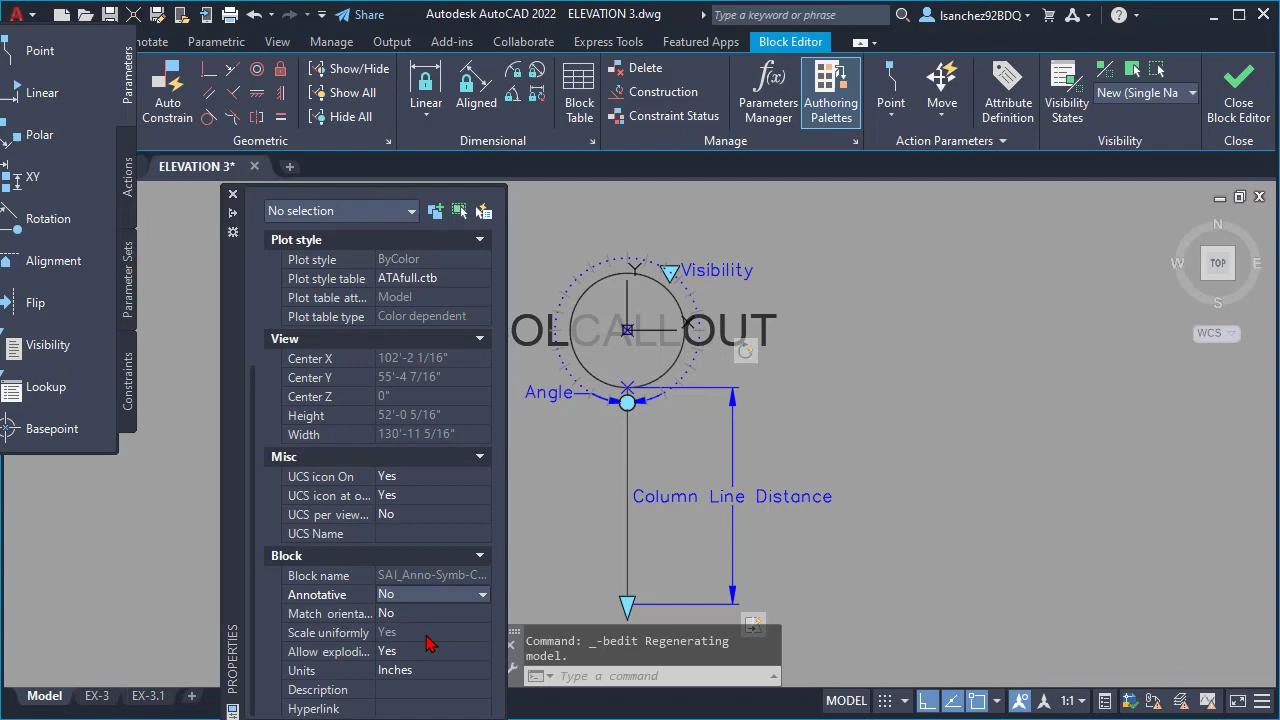 Share
Autodesk AutoCAD 2022 ELEVATION 3.dwg
Type a keyword or phrase
lsanchez92BDQ
notate Parametric View Manage Output Add-ins Collaborate Express Tools Featured Apps Block Editor
Point
Linear
Polar
XY
Rotation
Alignment
Flip
Visibility
Lookup
Basepoint
Parameters
Actions
Parameter Sets
Constraints
Auto
Constrain
Show/Hide
Show All
Hide All
Geometric
Linear
Aligned
Dimensional
Block
Table
Delete
Construction
Constraint Status
Parameters
Manager
Authoring
Palettes
Manage
Point
Move
Attribute
Definition
Action Parameters
Visibility
States
New (Single Na
Visibility
Close
Block Editor
Close
ELEVATION 3*
No selection
Plot style
Plot style ByColor
Plot style table ATAfull.ctb
Plot table att... Model
Plot table type Color dependent
View
Center X 102'-2 1/16"
Center Y 55'-4 7/16"
Center Z 0"
Height 52'-0 5/16"
Width 130'-11 5/16"
Misc
UCS icon On Yes
UCS icon at o... Yes
UCS per view... No
UCS Name
Block
Block name SAI_Anno-Symb-C...
Annotative No
Match orienta... No
Scale uniformly Yes
Allow explodi... Yes
Units Inches
Description
Hyperlink
PROPERTIES
Visibility
Y
X
OLCALLOUT
Angle
Column Line Distance
N
W TOP E
S
WCS
Command: _-bedit Regenerating
model.
Type a command
Model EX-3 EX-3.1
MODEL
1:1